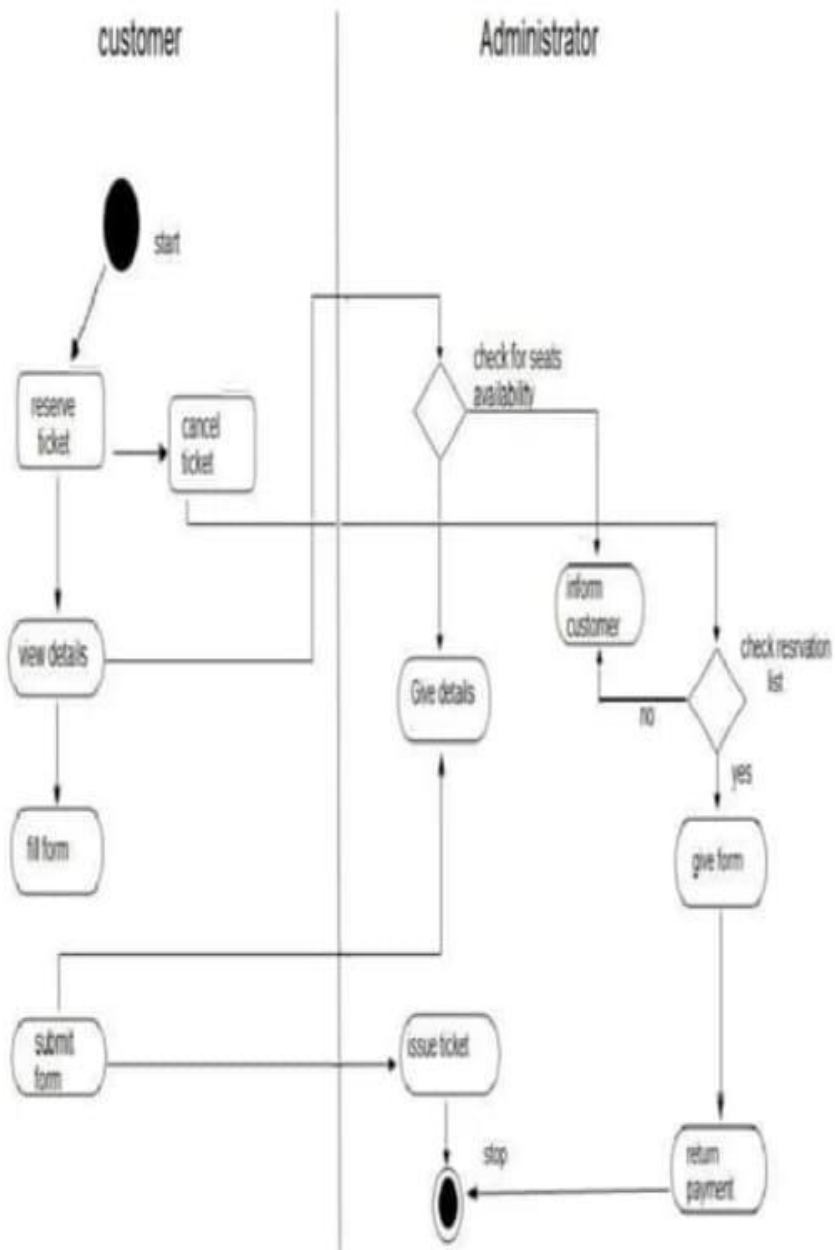 customer
Administrator
start
check for seats
availability
reserve
ticket
cancel
ticket
inform
customer
view details
check resrvation
list
Give details
no
yes
fill form
give form
submit
form
issue ticket
stop
return
payment